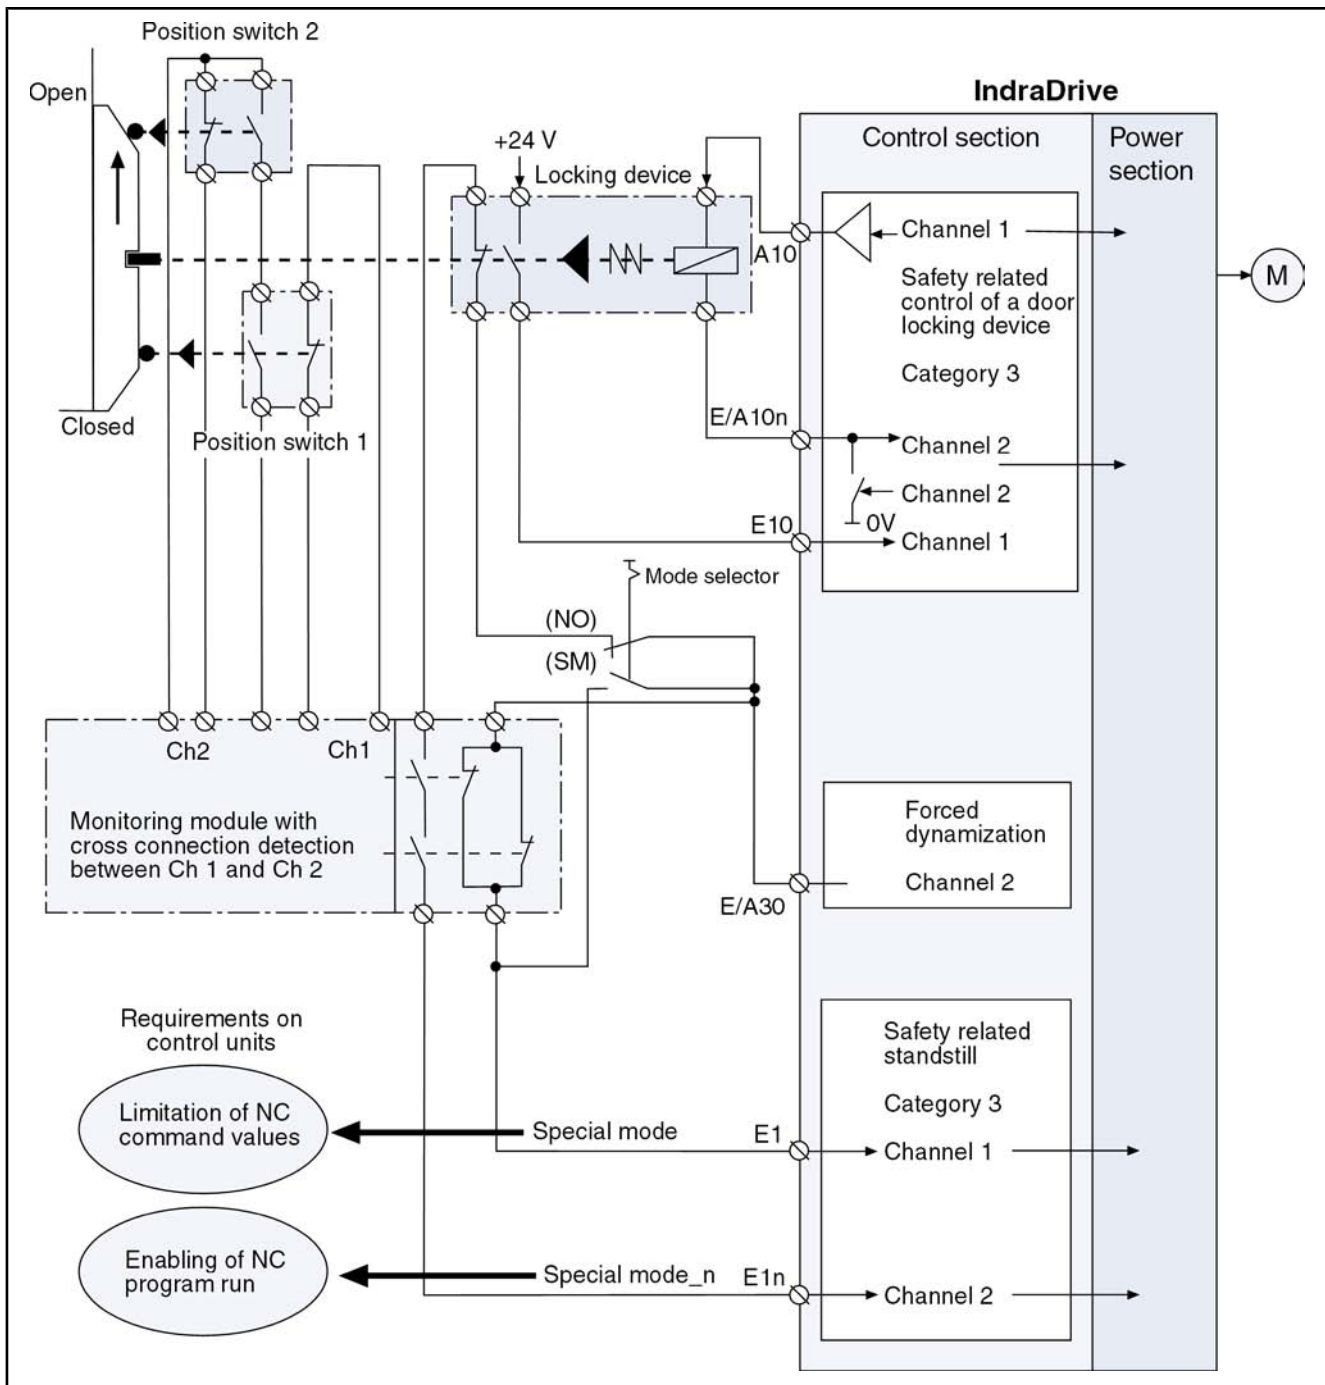 Position switch 2
Open
IndraDrive
Control section
Power
section
+24 V
Locking device
A10
Channel 1
Safety related
control of a door
locking device
Category 3
M
Closed
Position switch 1
E/A10n
Channel 2
Channel 2
0V
E10
Channel 1
Mode selector
(NO)
(SM)
Ch2
Ch1
Monitoring module with
cross connection detection
between Ch 1 and Ch 2
Forced
dynamization
Channel 2
E/A30
Requirements on
control units
Safety related
standstill
Category 3
Limitation of NC
command values
Special mode
E1
Channel 1
Enabling of NC
program run
Special mode_n
E1n
Channel 2